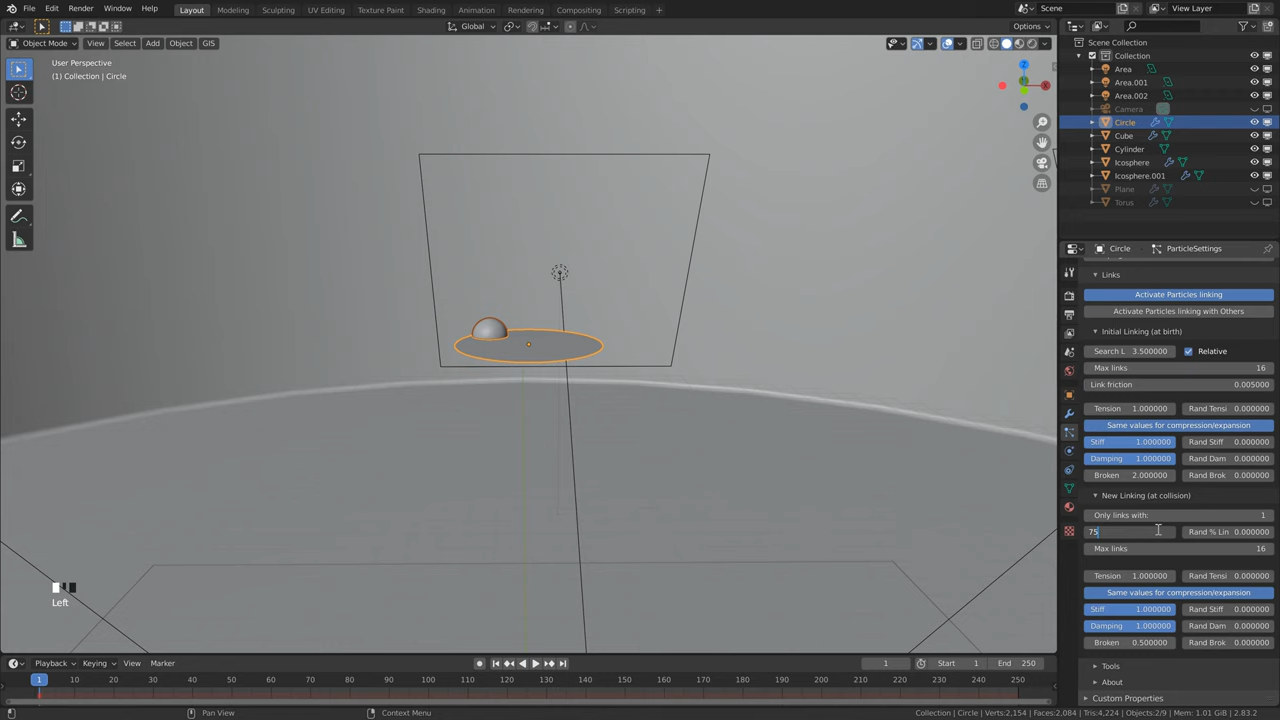 File Edit Render Window Help Layout Modeling Sculpting UV Editing Texture Paint Shading Animation Rendering Compositing Scripting + Scene View Layer
Global Options
Object Mode View Select Add Object GIS
User Perspective
(1) Collection | Circle
Z
X
Scene Collection
Collection
Area
Area.001
Area.002
Camera
Circle
Cube
Cylinder
Icosphere
Icosphere.001
Plane
Torus
Circle ParticleSettings
Links
Activate Particles linking
Activate Particles linking with Others
Initial Linking (at birth)
Search L 3.500000 Relative
Max links 16
Link friction 0.005000
Tension 1.000000 Rand Tensi 0.000000
Same values for compression/expansion
Stiff 1.000000 Rand Stiff 0.000000
Damping 1.000000 Rand Dam 0.000000
Broken 2.000000 Rand Brok 0.000000
New Linking (at collision)
Only links with: 1
75 Rand % Lin 0.000000
Max links 16
Tension 1.000000 Rand Tensi 0.000000
Same values for compression/expansion
Stiff 1.000000 Rand Stiff 0.000000
Damping 1.000000 Rand Dam 0.000000
Broken 0.500000 Rand Brok 0.000000
Tools
About
Custom Properties
Left
Playback Keying View Marker 1 Start 1 End 250
1 10 20 30 40 50 60 70 80 90 100 110 120 130 140 150 160 170 180 190 200 210 220 230 240 250
Select Pan View Context Menu Collection | Circle | Verts:2,154 | Faces:2,084 | Tris:4,224 | Objects:2/9 | Mem: 1.01 GiB | 2.83.2